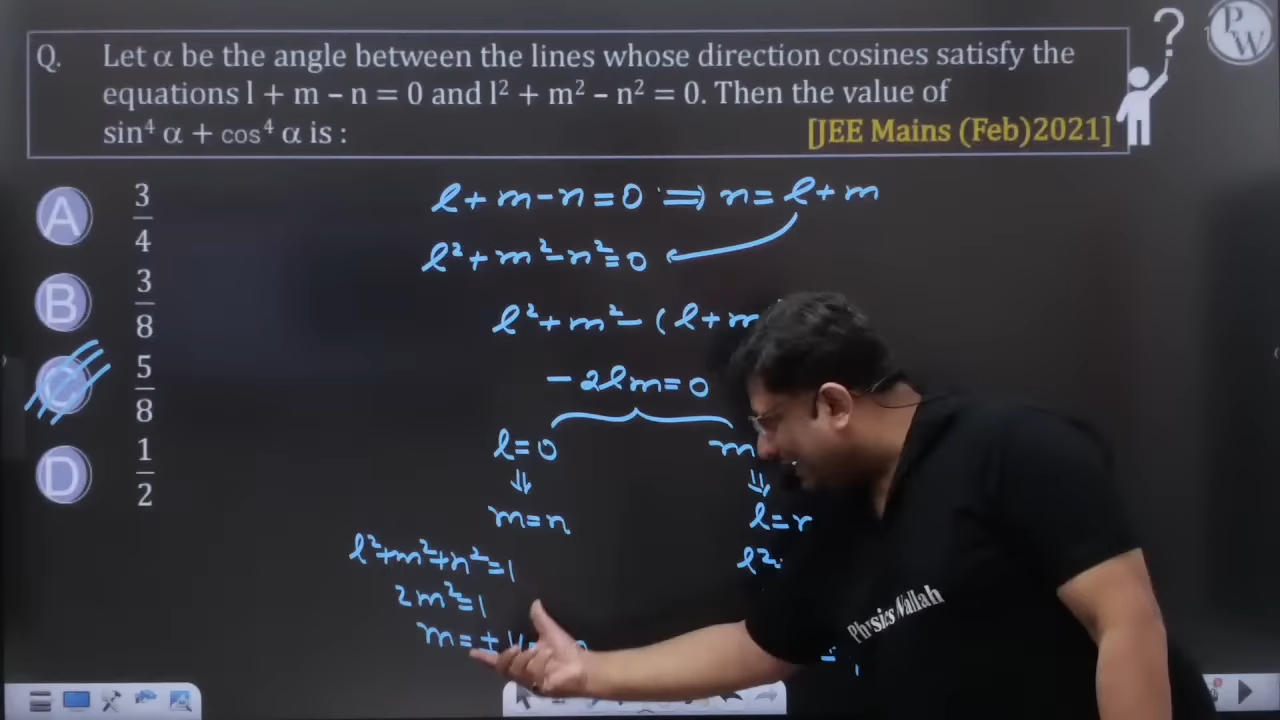 Q. Let α be the angle between the lines whose direction cosines satisfy the
equations l + m − n = 0 and l² + m² − n² = 0. Then the value of
sin⁴ α + cos⁴ α is :
[JEE Mains (Feb)2021]
?
PW
A 3/4
B 3/8
C 5/8
D 1/2
l+m−n=0 ⟹ n=l+m
l²+m²−n²=0
l²+m²−(l+m
−2lm=0
l=0 m
⇓ ⇓
m=n l=
l²+m²+n²=1 l²
2m²=1
m=±
Physics Wallah